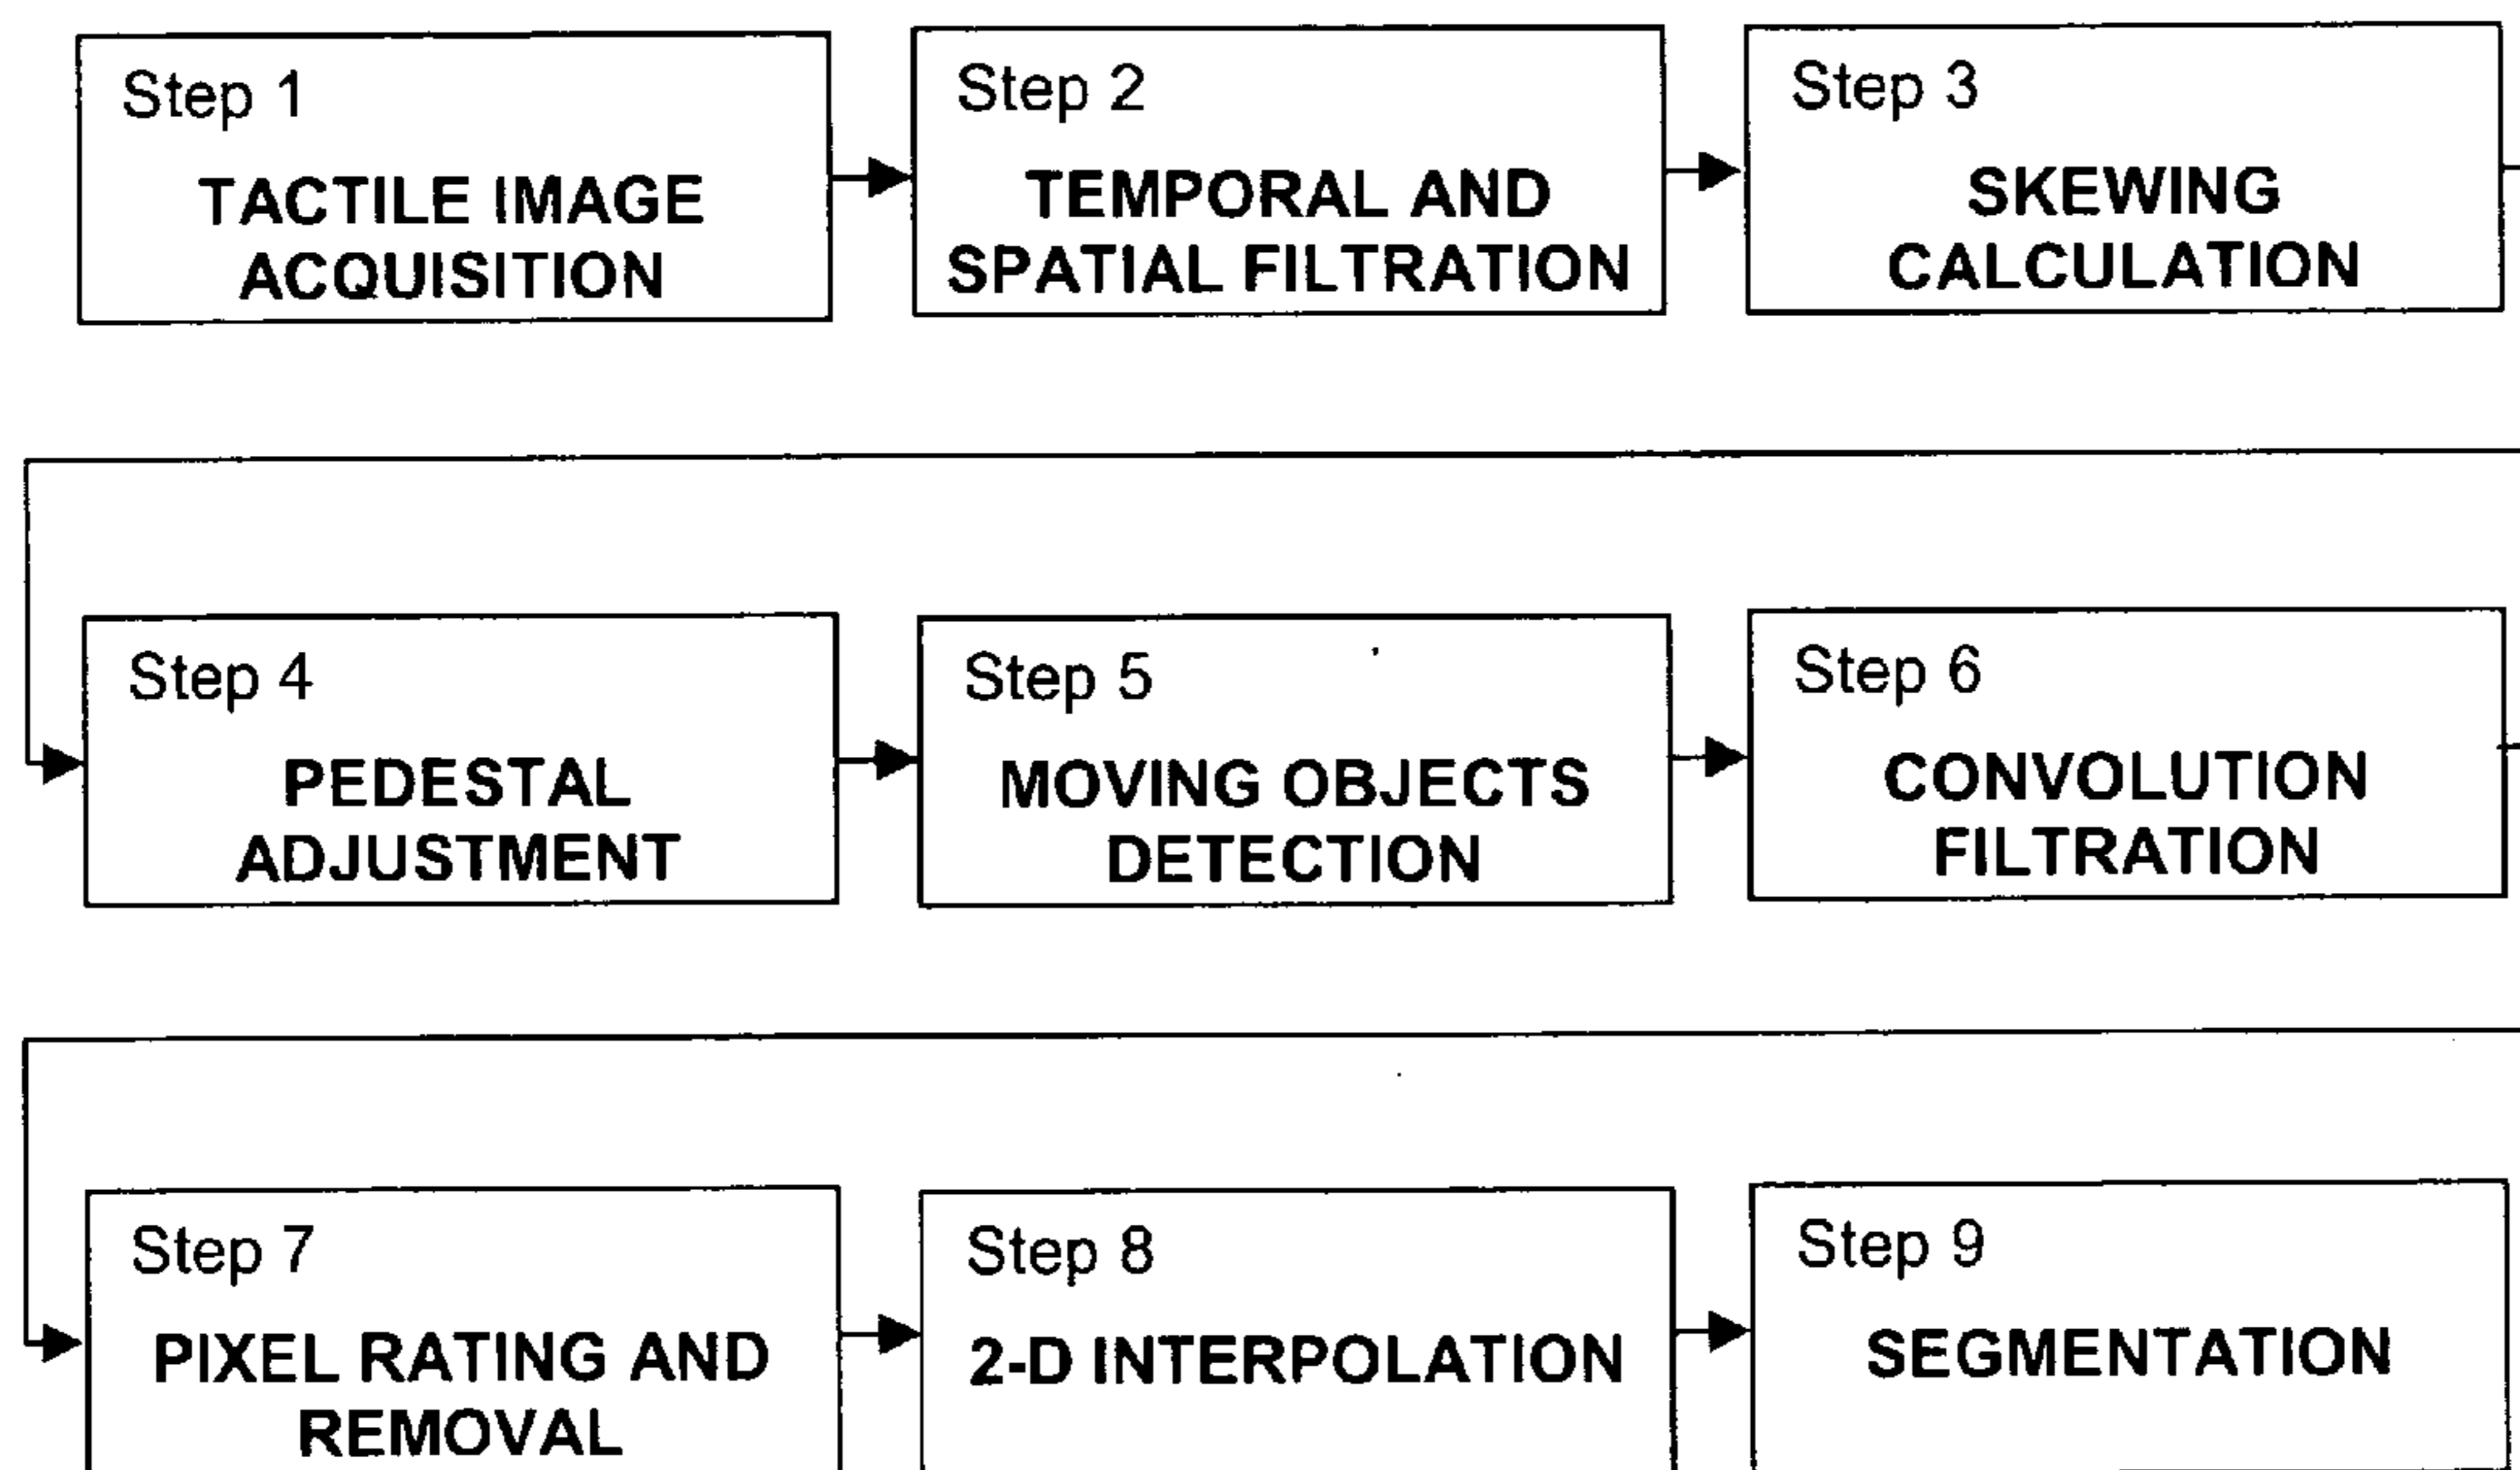 Step 1
TACTILE IMAGE
ACQUISITION
Step 2
TEMPORAL AND
SPATIAL FILTRATION
Step 3
SKEWING
CALCULATION
Step 4
PEDESTAL
ADJUSTMENT
Step 5
MOVING OBJECTS
DETECTION
Step 6
CONVOLUTION
FILTRATION
Step 7
PIXEL RATING AND
REMOVAL
Step 8
2-D INTERPOLATION
Step 9
SEGMENTATION